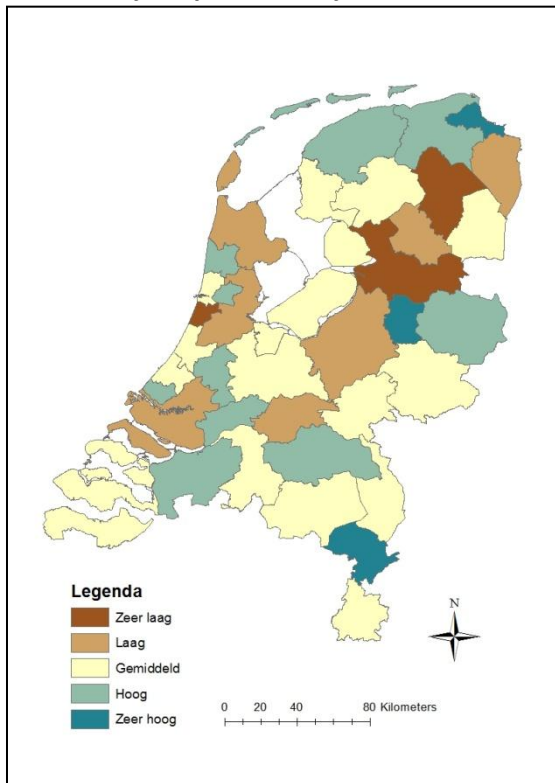 N
Legenda
Zeer laag
Laag
Gemiddeld
Hoog
Zeer hoog
0 20 40 80 Kilometers